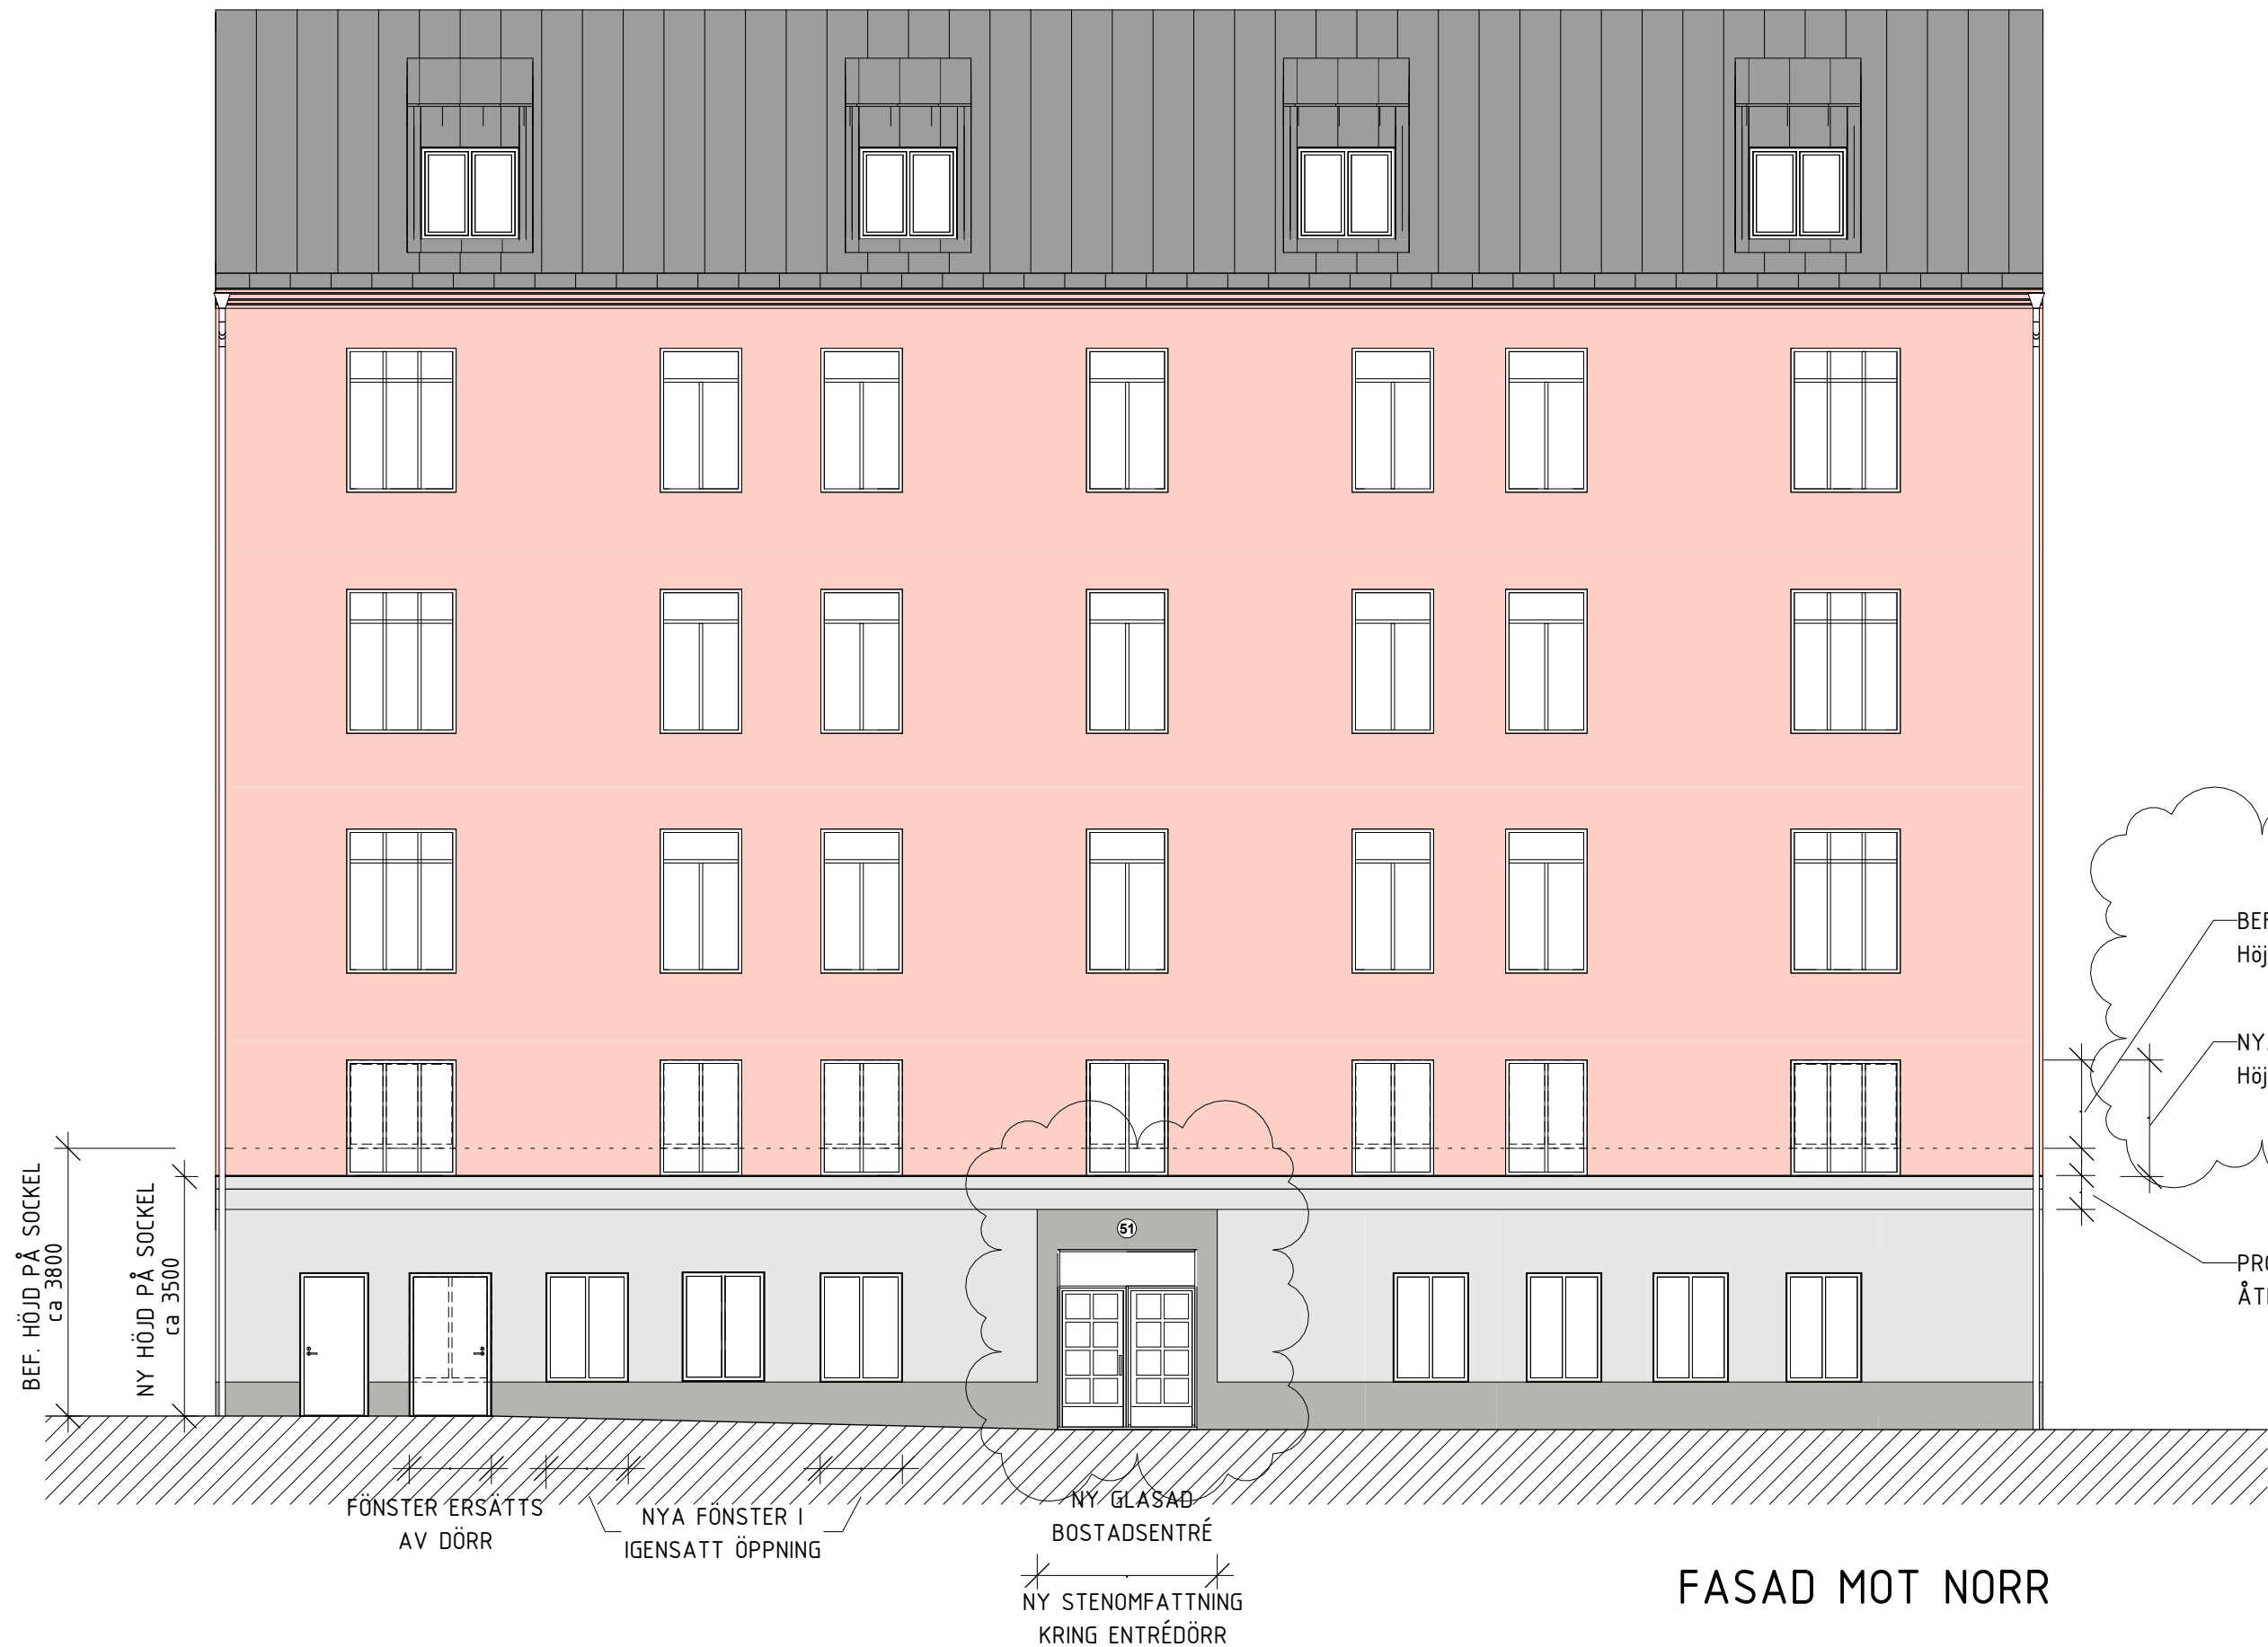 BEF. HÖJD PÅ SOCKEL
ca 3800
NY HÖJD PÅ SOCKEL
ca 3500
51
FÖNSTER ERSÄTTS
AV DÖRR
NYA FÖNSTER I
IGENSATT ÖPPNING
NY GLASAD
BOSTADSENTRÉ
NY STENOMFATTNING
KRING ENTRÉDÖRR
FASAD MOT NORR